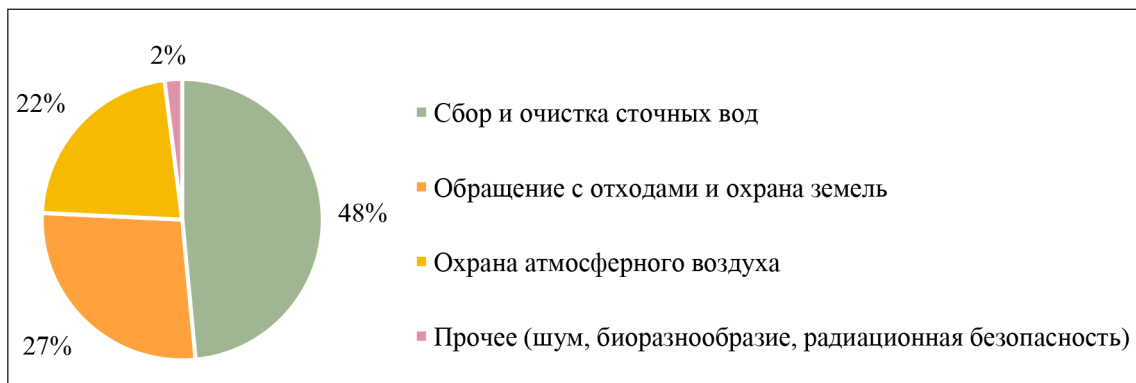 2%
22%
48%
27%
Сбор и очистка сточных вод
Обращение с отходами и охрана земель
Охрана атмосферного воздуха
Прочее (шум, биоразнообразие, радиационная безопасность)